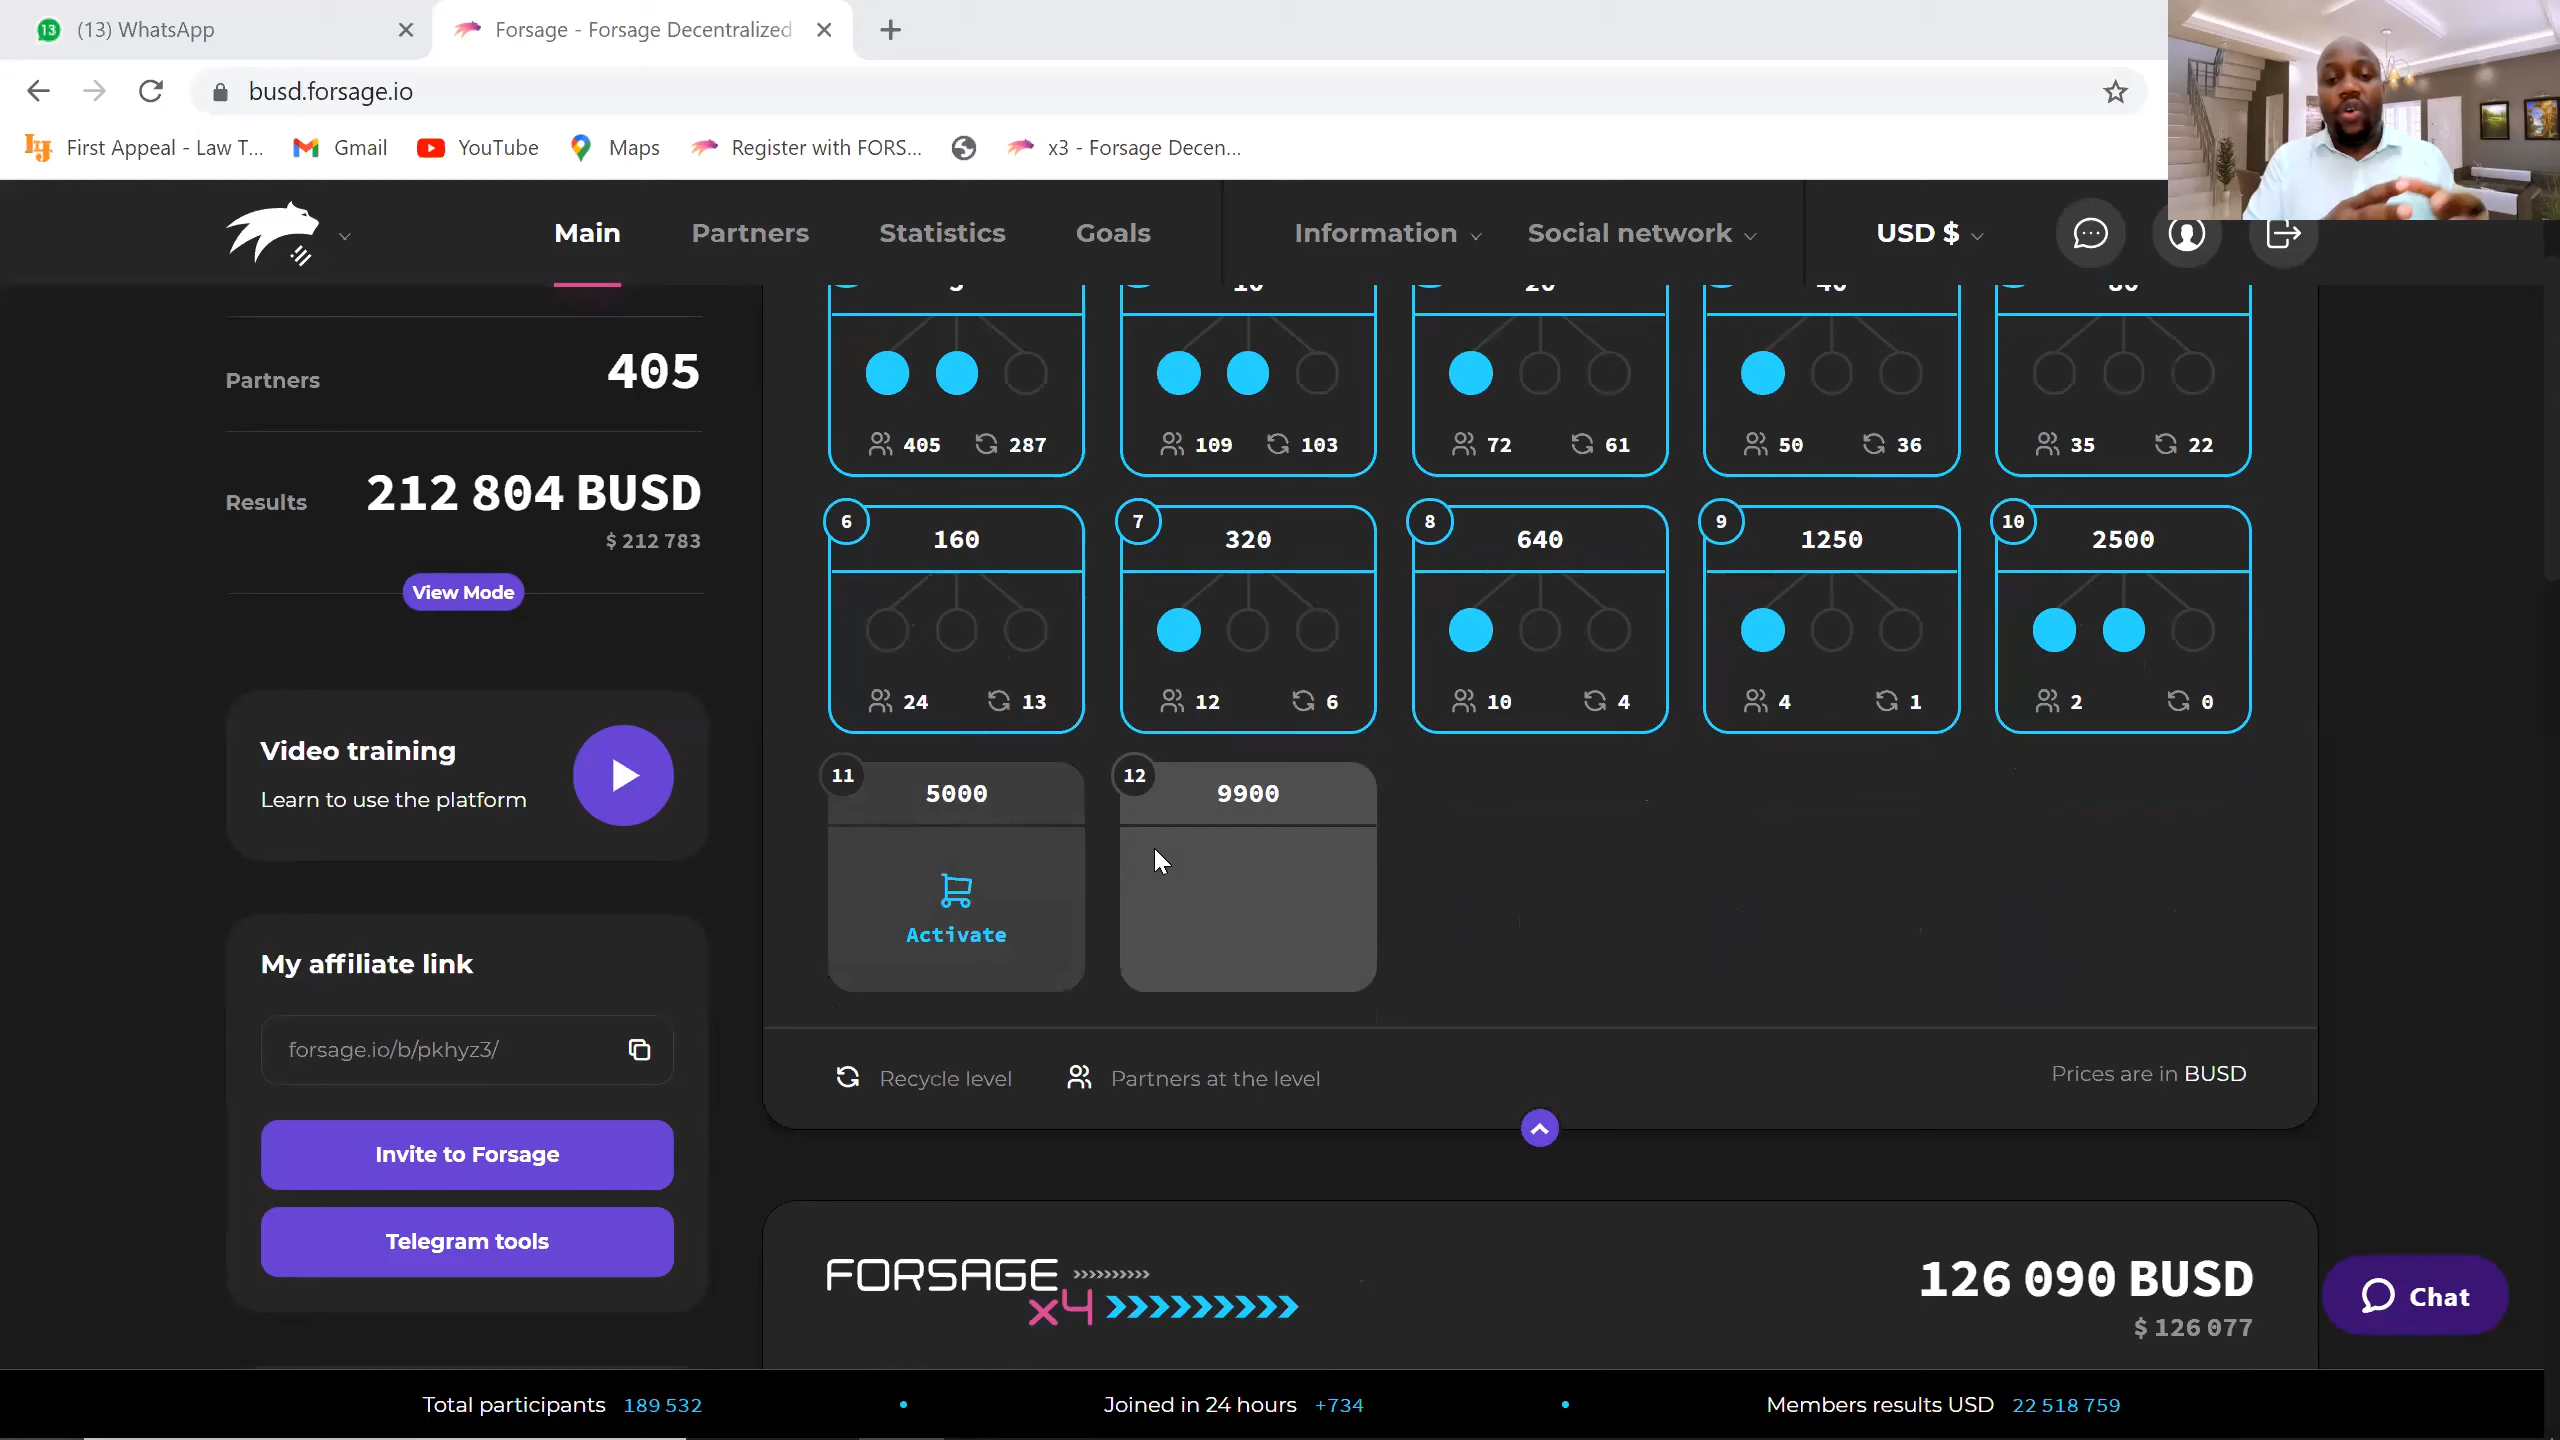 13 (13) WhatsApp
Forsage - Forsage Decentralized
busd.forsage.io
First Appeal - Law T...
Gmail
YouTube
Maps
Register with FORS...
x3 - Forsage Decen...
Main
Partners
Statistics
Goals
Information
Social network
USD $
Partners 405
Results 212 804 BUSD
$ 212 783
View Mode
Video training
Learn to use the platform
My affiliate link
forsage.io/b/pkhyz3/
Invite to Forsage
Telegram tools
405 287
109 103
72 61
50 36
35 22
6 160
24 13
7 320
12 6
8 640
10 4
9 1250
4 1
10 2500
2 0
11 5000
Activate
12 9900
Recycle level
Partners at the level
Prices are in BUSD
FORSAGE
x4
126 090 BUSD
$ 126 077
Chat
Total participants 189 532
Joined in 24 hours +734
Members results USD 22 518 759